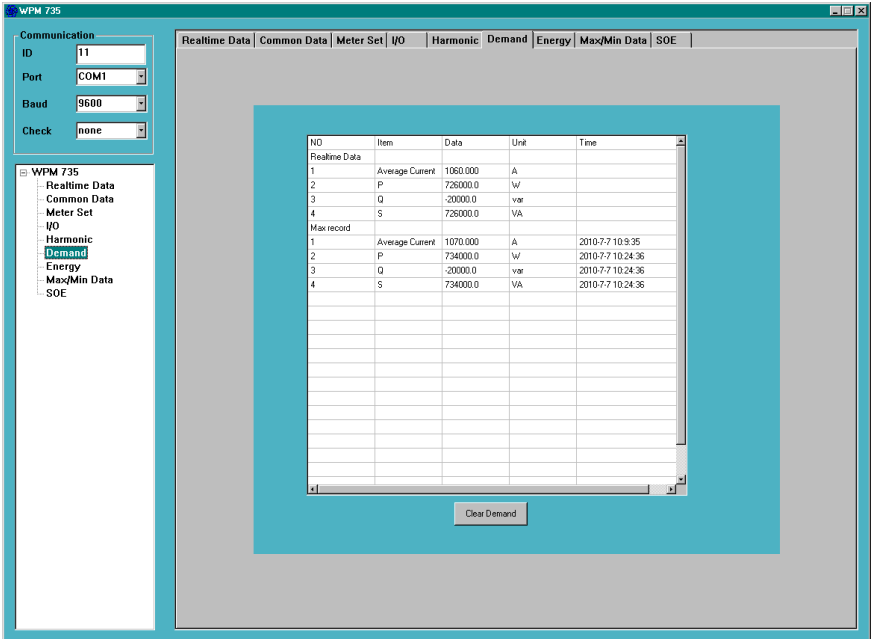 WPM 735
Communication
ID 11
Port COM1
Baud 9600
Check none
WPM 735
Realtime Data
Common Data
Meter Set
I/O
Harmonic
Demand
Energy
Max/Min Data
SOE
Realtime Data Common Data Meter Set I/O Harmonic Demand Energy Max/Min Data SOE
NO Item Data Unit Time
Realtime Data
1 Average Current 1060.000 A
2 P 726000.0 W
3 Q -20000.0 var
4 S 726000.0 VA
Max record
1 Average Current 1070.000 A 2010-7-7 10:9:35
2 P 734000.0 W 2010-7-7 10:24:36
3 Q -20000.0 var 2010-7-7 10:24:36
4 S 734000.0 VA 2010-7-7 10:24:36
Clear Demand